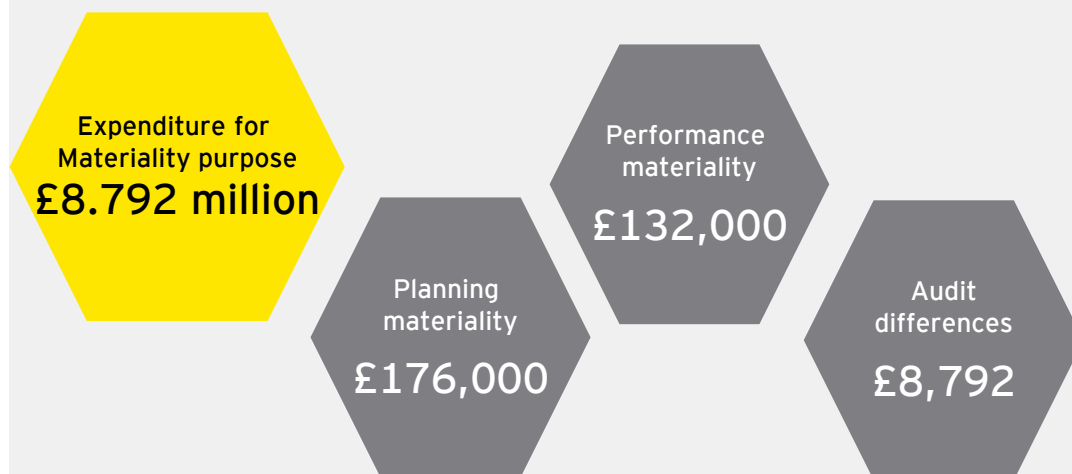 Expenditure for
Materiality purpose
£8.792 million
Planning
materiality
£176,000
Performance
materiality
£132,000
Audit
differences
£8,792